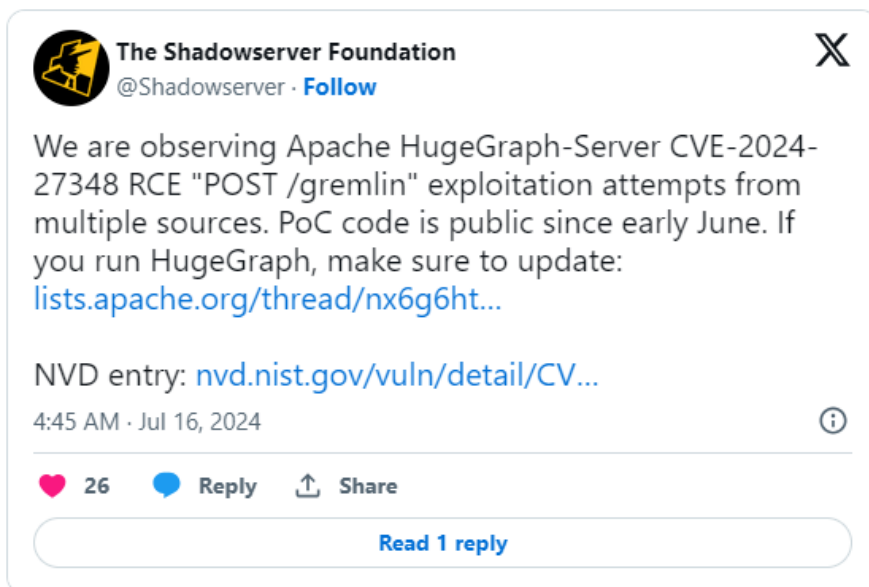 The Shadowserver Foundation
@Shadowserver · Follow
We are observing Apache HugeGraph-Server CVE-2024-
27348 RCE "POST /gremlin" exploitation attempts from
multiple sources. PoC code is public since early June. If
you run HugeGraph, make sure to update:
lists.apache.org/thread/nx6g6ht...
NVD entry: nvd.nist.gov/vuln/detail/CV...
4:45 AM · Jul 16, 2024
26 Reply Share
Read 1 reply